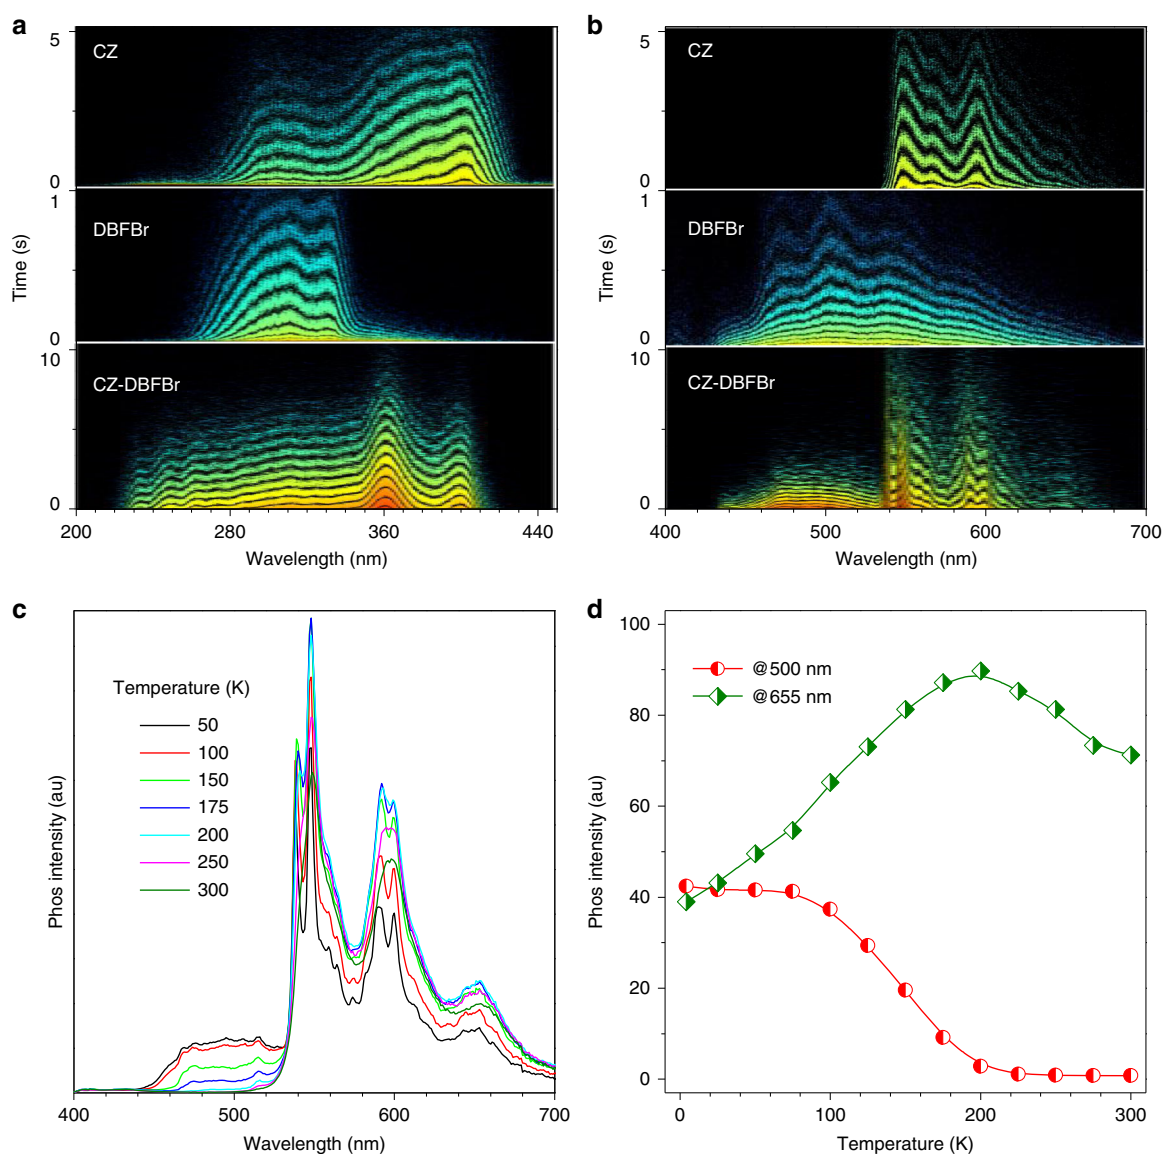 a
CZ
5
0
DBFBr
1
0
CZ-DBFBr
10
5
0
200 280 360 440
Time (s)
Wavelength (nm)
b
CZ
5
0
DBFBr
1
0
CZ-DBFBr
10
5
0
400 500 600 700
Time (s)
Wavelength (nm)
c
Temperature (K)
50
100
150
175
200
250
300
Phos intensity (au)
400 500 600 700
Wavelength (nm)
d
@500 nm
@655 nm
100
80
60
40
20
0
Phos intensity (au)
0 100 200 300
Temperature (K)